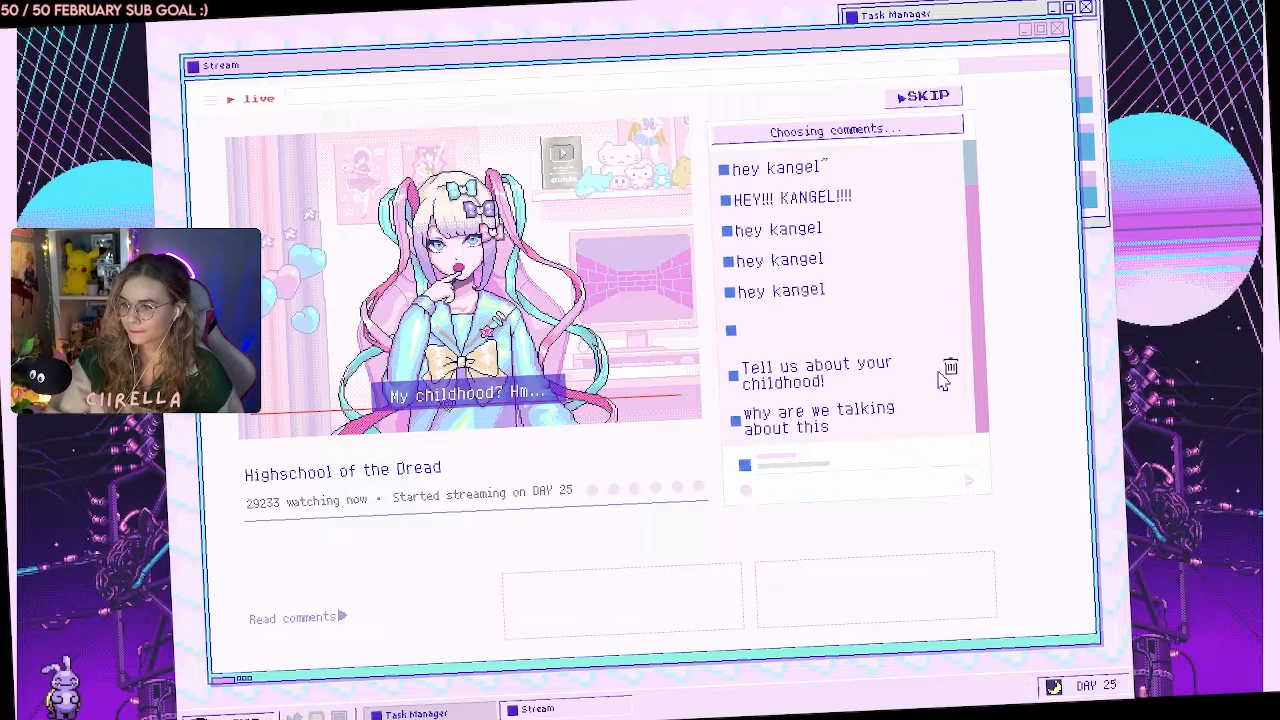 50 / 50 FEBRUARY SUB GOAL :)
Task Manager
Stream
live
SKIP
Choosing comments...
hey kangel~
HEY!!! KANGEL!!!!
hey kangel
hey kangel
hey kangel
Tell us about your
childhood!
why are we talking
about this
My childhood? Hm...
CIIRELLA
Highschool of the Dread
29233 watching now • Started streaming on DAY 25
Read comments
Task Manager
Stream
DAY 25